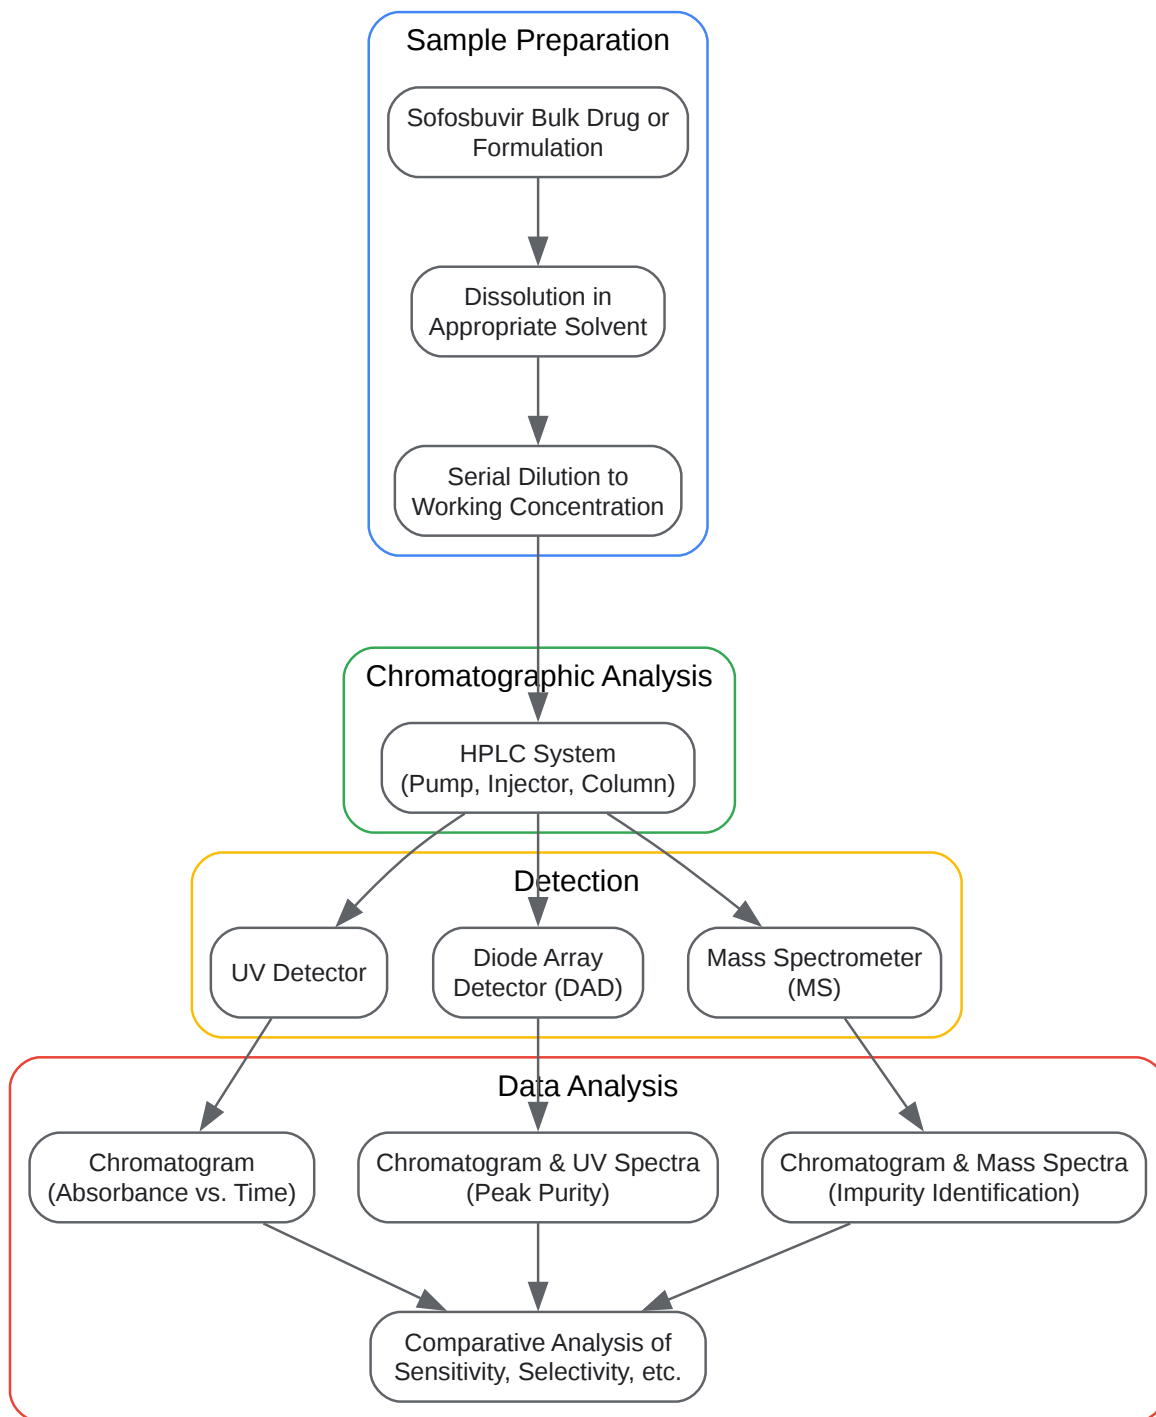 Sample Preparation
Sofosbuvir Bulk Drug or
Formulation
Dissolution in
Appropriate Solvent
Serial Dilution to
Working Concentration
Chromatographic Analysis
HPLC System
(Pump, Injector, Column)
Detection
UV Detector
Diode Array
Detector (DAD)
Mass Spectrometer
(MS)
Data Analysis
Chromatogram
(Absorbance vs. Time)
Chromatogram & UV Spectra
(Peak Purity)
Chromatogram & Mass Spectra
(Impurity Identification)
Comparative Analysis of
Sensitivity, Selectivity, etc.